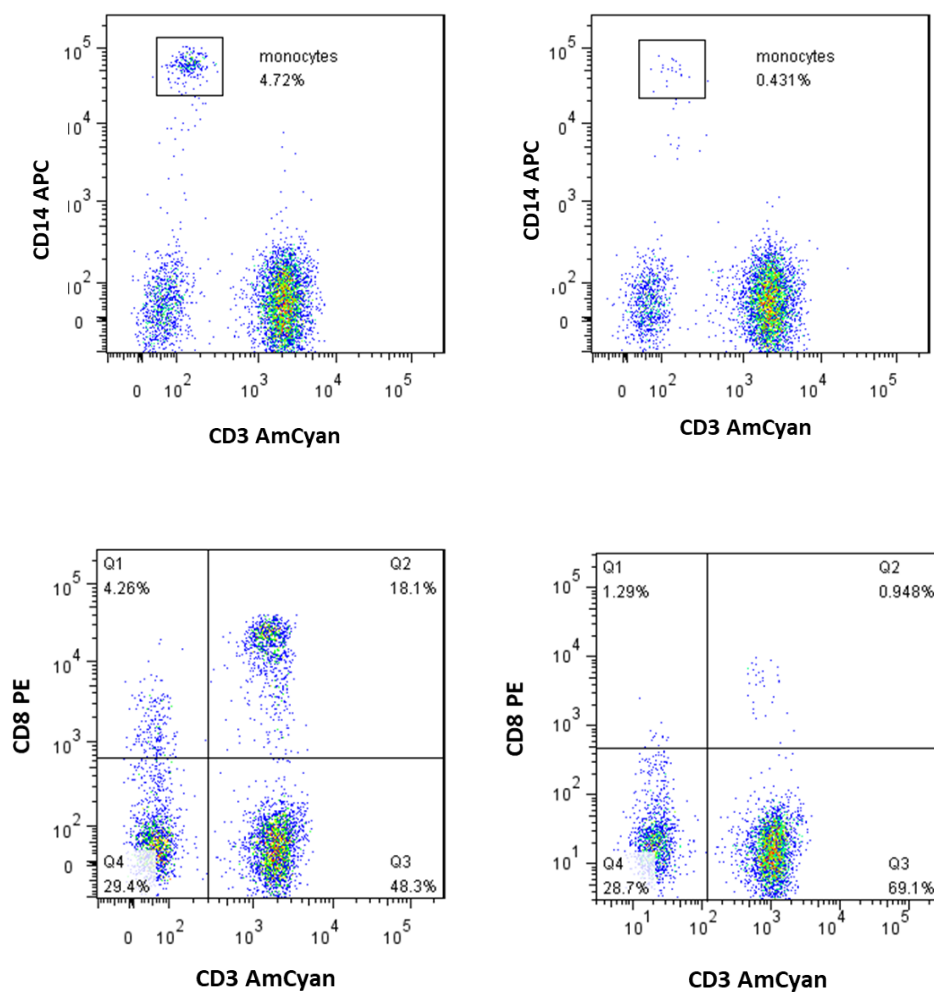 monocytes
4.72%
10^5
10^4
10^3
10^2
0
CD14 APC
0 10^2 10^3 10^4 10^5
CD3 AmCyan
monocytes
0.431%
10^5
10^4
10^3
10^2
0
CD14 APC
0 10^2 10^3 10^4 10^5
CD3 AmCyan
Q1 Q2
4.26% 18.1%
10^5
10^4
10^3
10^2
0
CD8 PE
Q4 Q3
29.4% 48.3%
0 10^2 10^3 10^4 10^5
CD3 AmCyan
Q1 Q2
1.29% 0.948%
10^5
10^4
10^3
10^2
10^1
CD8 PE
Q4 Q3
28.7% 69.1%
10^1 10^2 10^3 10^4 10^5
CD3 AmCyan